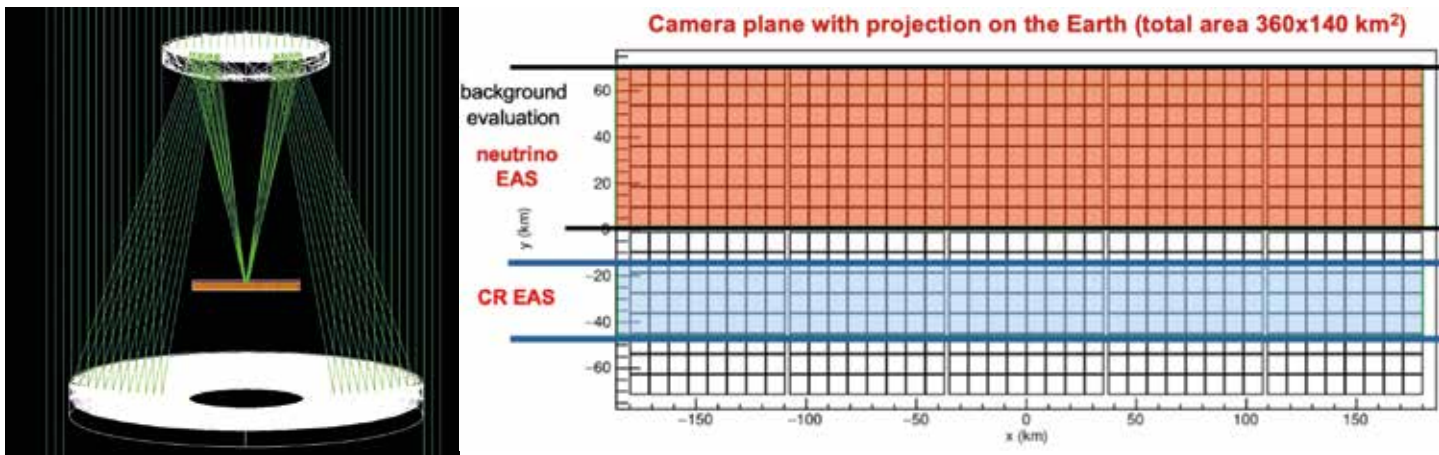 Camera plane with projection on the Earth (total area 360x140 km²)
background
evaluation
neutrino
EAS
CR EAS
y (km)
60
40
20
0
−20
−40
−60
−150
−100
−50
0
50
100
150
x (km)